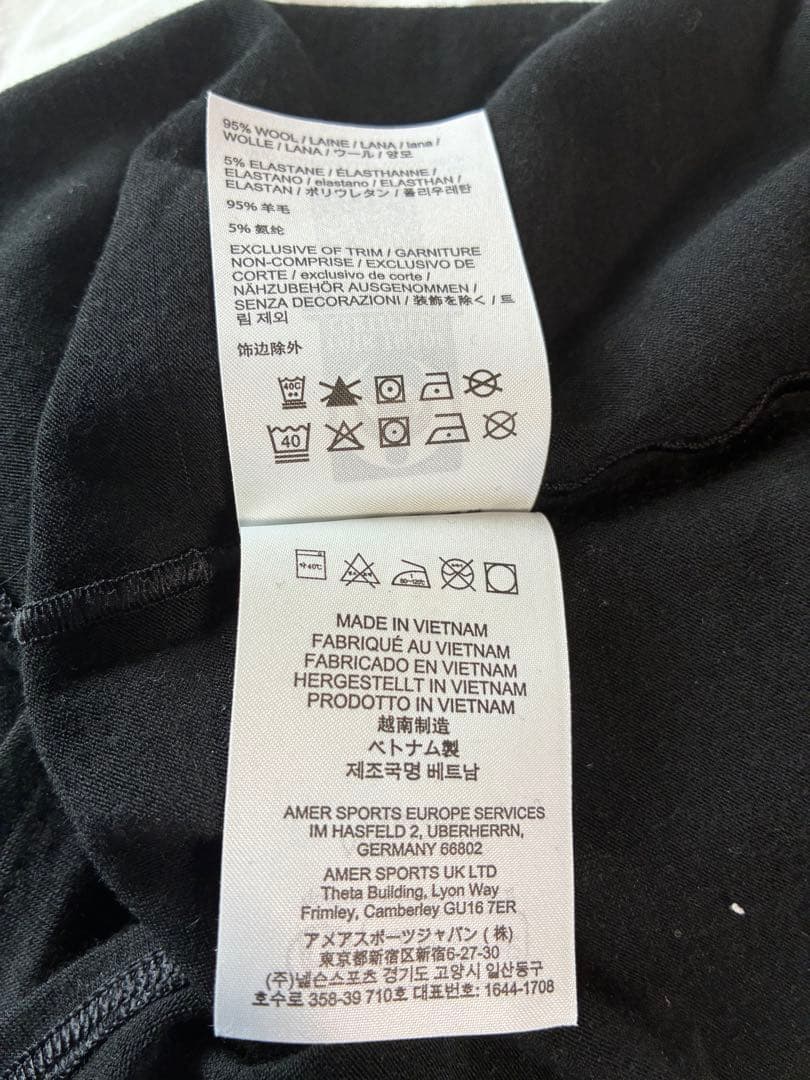 95% WOOL / LAINE / LANA / lana /
WOLLE / LANA / ウール / 양모
5% ELASTANE / ÉLASTHANNE /
ELASTANO / elastano / ELASTHAN /
ELASTAN / ポリウレタン / 폴리우레탄
95% 羊毛
5% 氨纶
EXCLUSIVE OF TRIM / GARNITURE
NON-COMPRISE / EXCLUSIVO DE
CORTE / exclusivo de corte /
NÄHZUBEHÖR AUSGENOMMEN /
SENZA DECORAZIONI / 装飾を除く / 트
림 제외
饰边除外
40C
40
40℃
MADE IN VIETNAM
FABRIQUÉ AU VIETNAM
FABRICADO EN VIETNAM
HERGESTELLT IN VIETNAM
PRODOTTO IN VIETNAM
越南制造
ベトナム製
제조국명 베트남
AMER SPORTS EUROPE SERVICES
IM HASFELD 2, UBERHERRN,
GERMANY 66802
AMER SPORTS UK LTD
Theta Building, Lyon Way
Frimley, Camberley GU16 7ER
アメアスポーツジャパン ( 株)
東京都新宿区新宿6-27-30
(주)넬슨스포츠 경기도 고양시 일산동구
호수로 358-39 710호 대표번호: 1644-1708